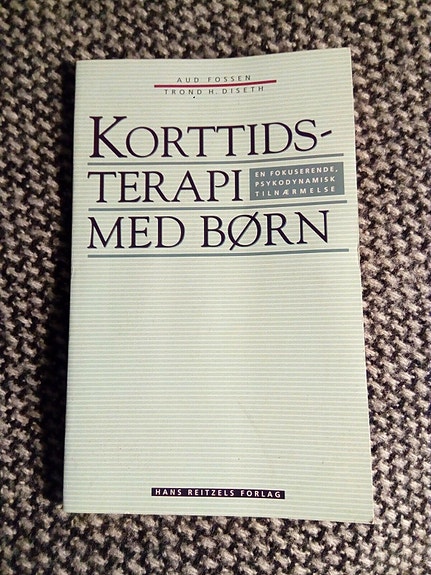 AUD FOSSEN
TROND H. DISETH
KORTTIDS-
TERAPI
EN FOKUSERENDE,
PSYKODYNAMISK
TILNÆRMELSE
MED BØRN
HANS REITZELS FORLAG